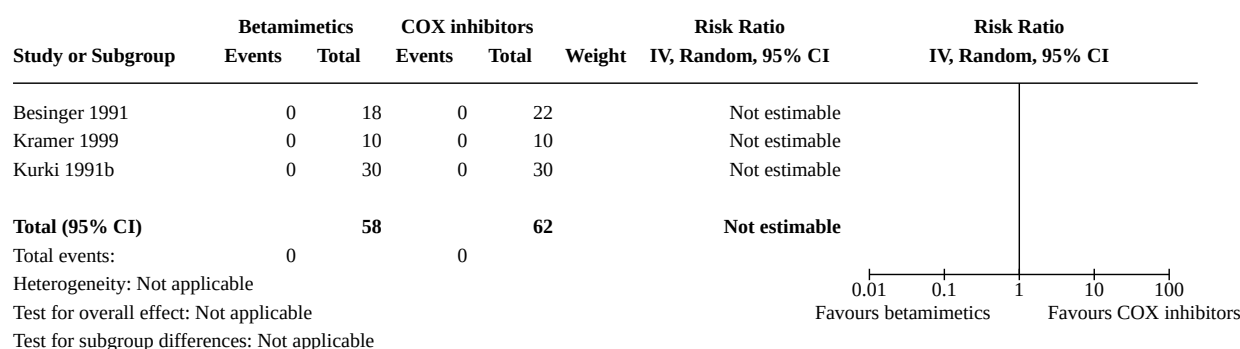 Betamimetics COX inhibitors Risk Ratio Risk Ratio
Study or Subgroup Events Total Events Total Weight IV, Random, 95% CI IV, Random, 95% CI
Besinger 1991 0 18 0 22 Not estimable
Kramer 1999 0 10 0 10 Not estimable
Kurki 1991b 0 30 0 30 Not estimable
Total (95% CI) 58 62 Not estimable
Total events: 0 0
Heterogeneity: Not applicable
0.01 0.1 1 10 100
Test for overall effect: Not applicable Favours betamimetics Favours COX inhibitors
Test for subgroup differences: Not applicable